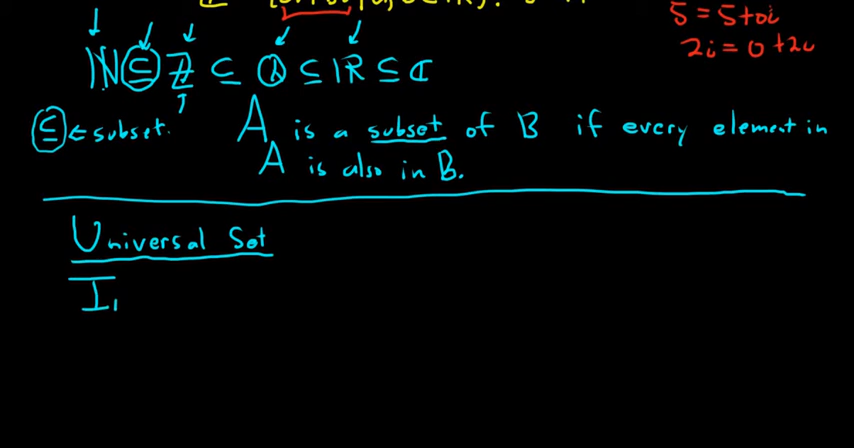 5 = 5+0i
2i = 0+2i
ℕ ⊆ ℤ ⊆ ℚ ⊆ ℝ ⊆ ℂ
⊆ ← subset. A is a subset of B if every element in
A is also in B.
Universal Set
I